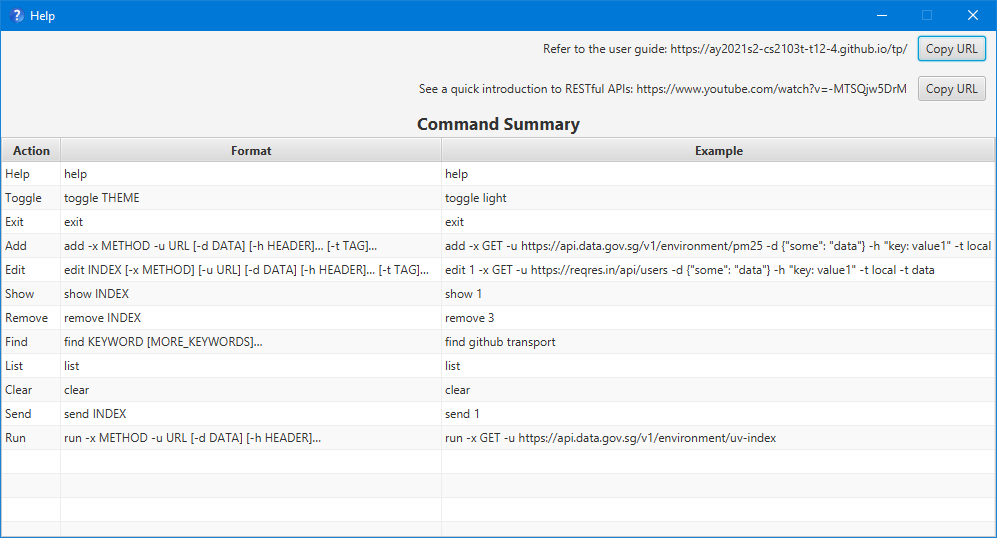 Help
Refer to the user guide: https://ay2021s2-cs2103t-t12-4.github.io/tp/ Copy URL
See a quick introduction to RESTful APIs: https://www.youtube.com/watch?v=-MTSQjw5DrM Copy URL
Command Summary
Action Format Example
Help help help
Toggle toggle THEME toggle light
Exit exit exit
Add add -x METHOD -u URL [-d DATA] [-h HEADER]... [-t TAG]... add -x GET -u https://api.data.gov.sg/v1/environment/pm25 -d {"some": "data"} -h "key: value1" -t local
Edit edit INDEX [-x METHOD] [-u URL] [-d DATA] [-h HEADER]... [-t TAG]... edit 1 -x GET -u https://reqres.in/api/users -d {"some": "data"} -h "key: value1" -t local -t data
Show show INDEX show 1
Remove remove INDEX remove 3
Find find KEYWORD [MORE_KEYWORDS]... find github transport
List list list
Clear clear clear
Send send INDEX send 1
Run run -x METHOD -u URL [-d DATA] [-h HEADER]... run -x GET -u https://api.data.gov.sg/v1/environment/uv-index